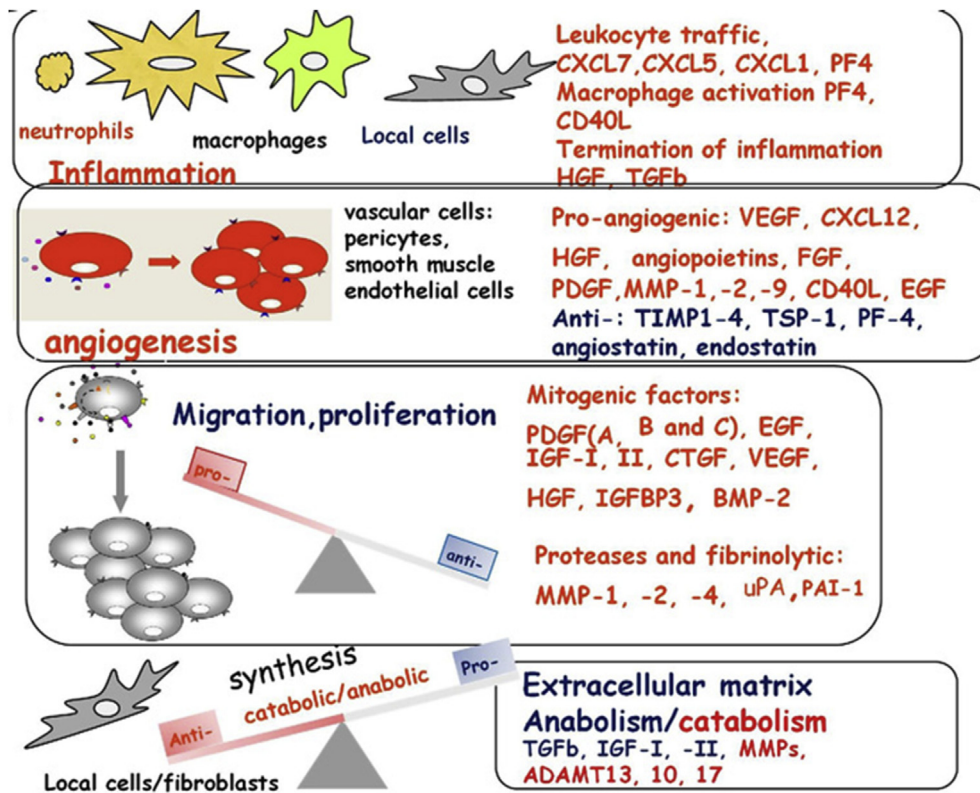 neutrophils
macrophages
Local cells
Inflammation
Leukocyte traffic,
CXCL7,CXCL5, CXCL1, PF4
Macrophage activation PF4,
CD40L
Termination of inflammation
HGF, TGFb
angiogenesis
vascular cells:
pericytes,
smooth muscle
endothelial cells
Pro-angiogenic: VEGF, CXCL12,
HGF, angiopoietins, FGF,
PDGF,MMP-1,-2,-9, CD40L, EGF
Anti-: TIMP1-4, TSP-1, PF-4,
angiostatin, endostatin
Migration,proliferation
pro-
anti-
Mitogenic factors:
PDGF(A, B and C), EGF,
IGF-I, II, CTGF, VEGF,
HGF, IGFBP3, BMP-2
Proteases and fibrinolytic:
MMP-1, -2, -4, uPA,PAI-1
synthesis
catabolic/anabolic
Anti-
Pro-
Local cells/fibroblasts
Extracellular matrix
Anabolism/catabolism
TGFb, IGF-I, -II, MMPs,
ADAMT13, 10, 17